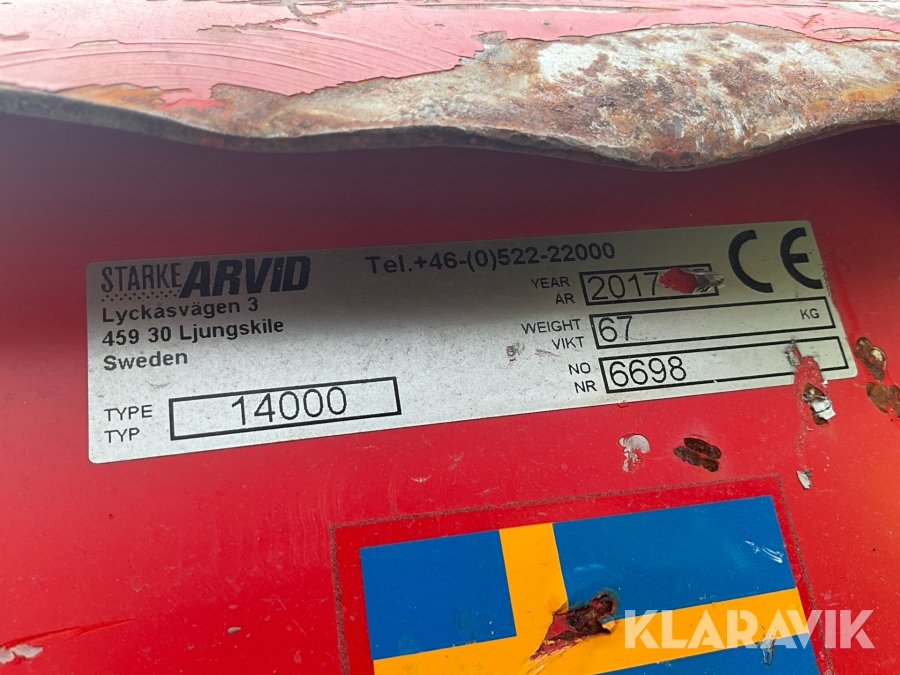 STARKE ARVID
Lyckåsvägen 3
459 30 Ljungskile
Sweden
TYPE
TYP
14000
Tel.+46-(0)522-22000
YEAR
AR
2017
CE
WEIGHT
VIKT
67
KG
NO
NR
6698
KLARAVIK